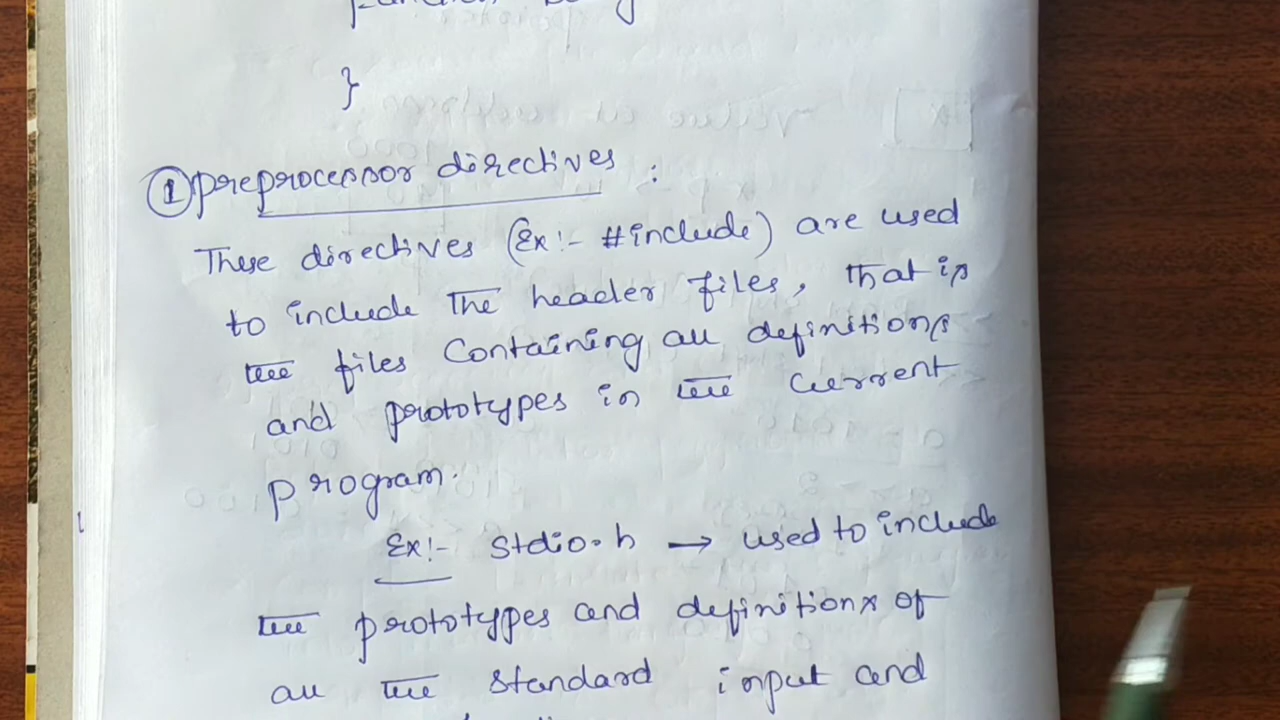 }
① preprocessor directives :
These directives (Ex:- #include) are used
to include the header files, that is
the files containing all definitions
and prototypes in the current
program.
Ex:- stdio.h → used to include
the prototypes and definitions of
all the standard input and